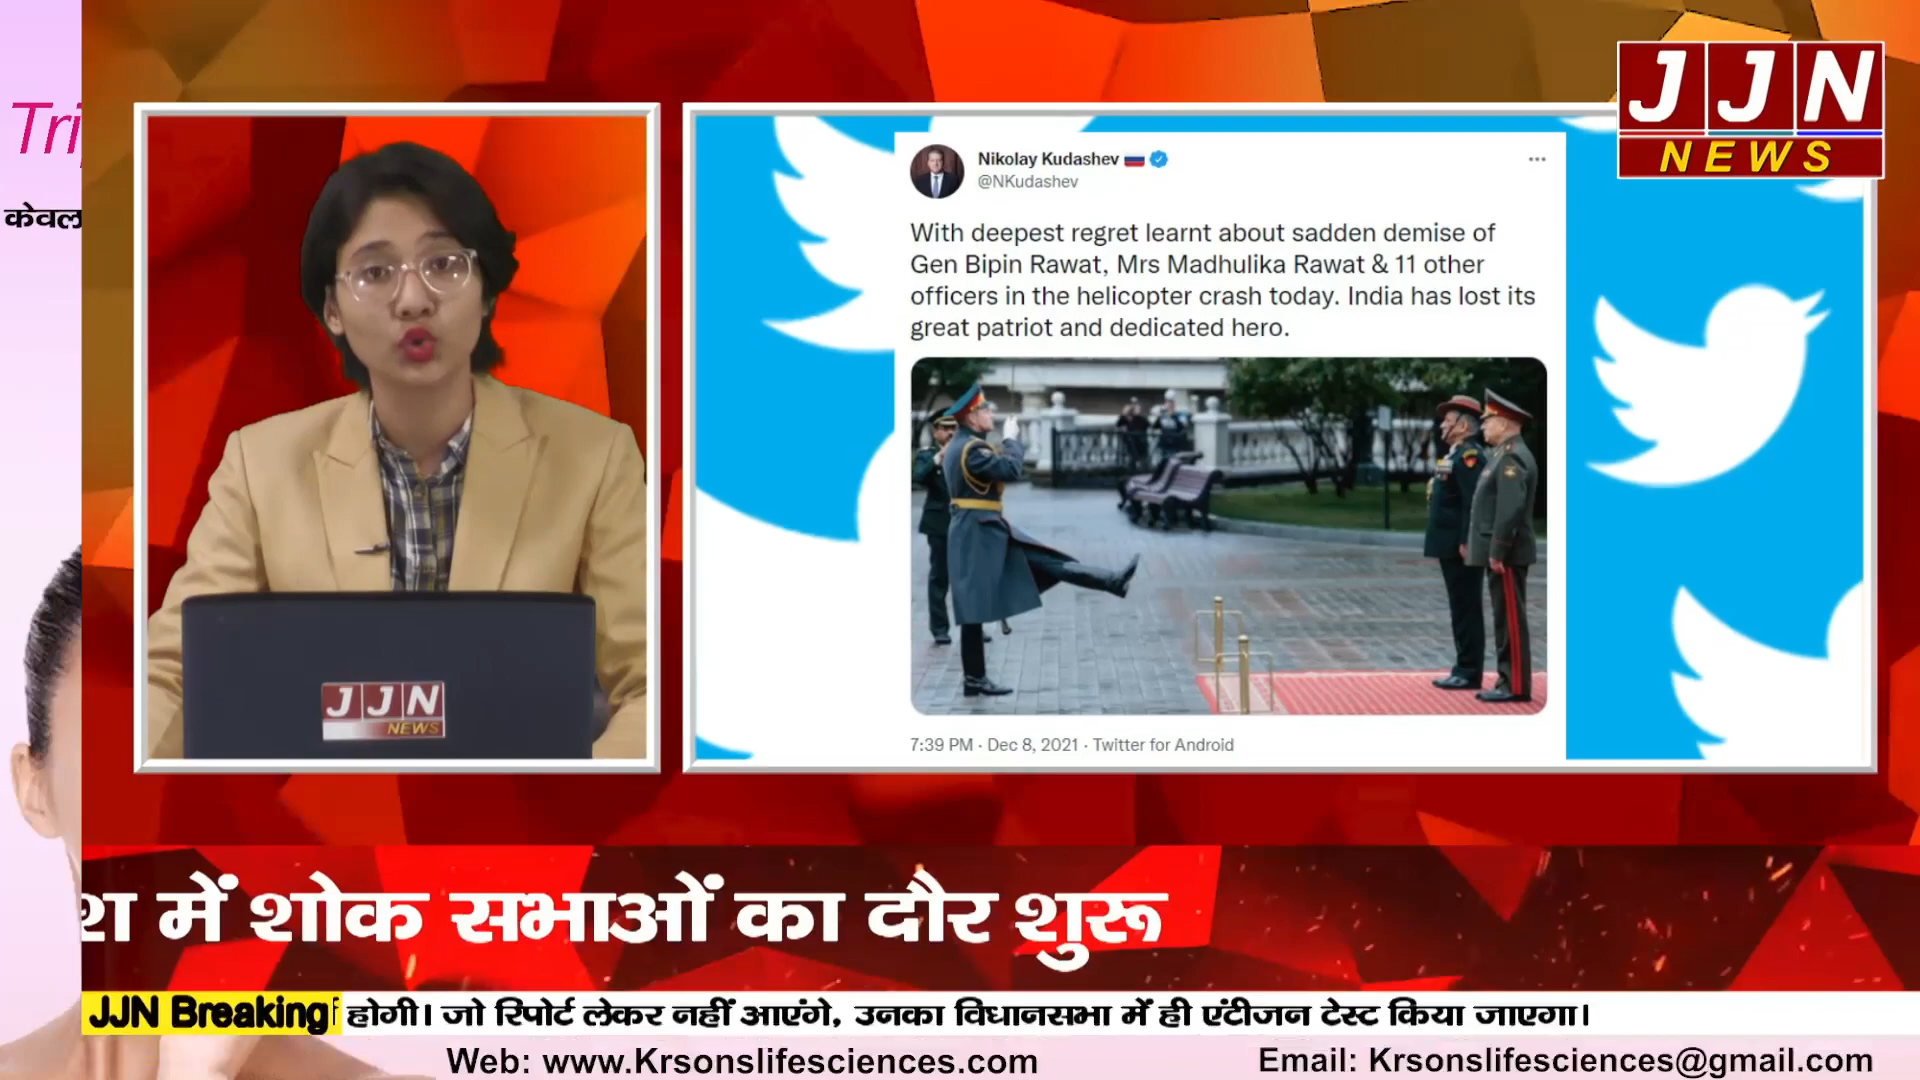 केवल
JJN
NEWS
Nikolay Kudashev
@NKudashev
With deepest regret learnt about sadden demise of
Gen Bipin Rawat, Mrs Madhulika Rawat & 11 other
officers in the helicopter crash today. India has lost its
great patriot and dedicated hero.
7:39 PM · Dec 8, 2021 · Twitter for Android
JJN
NEWS
में शोक सभाओं का दौर शुरू
JJN Breaking होगी। जो रिपोर्ट लेकर नहीं आएंगे, उनका विधानसभा में ही एंटीजन टेस्ट किया जाएगा।
Web: www.Krsonslifesciences.com Email: Krsonslifesciences@gmail.com